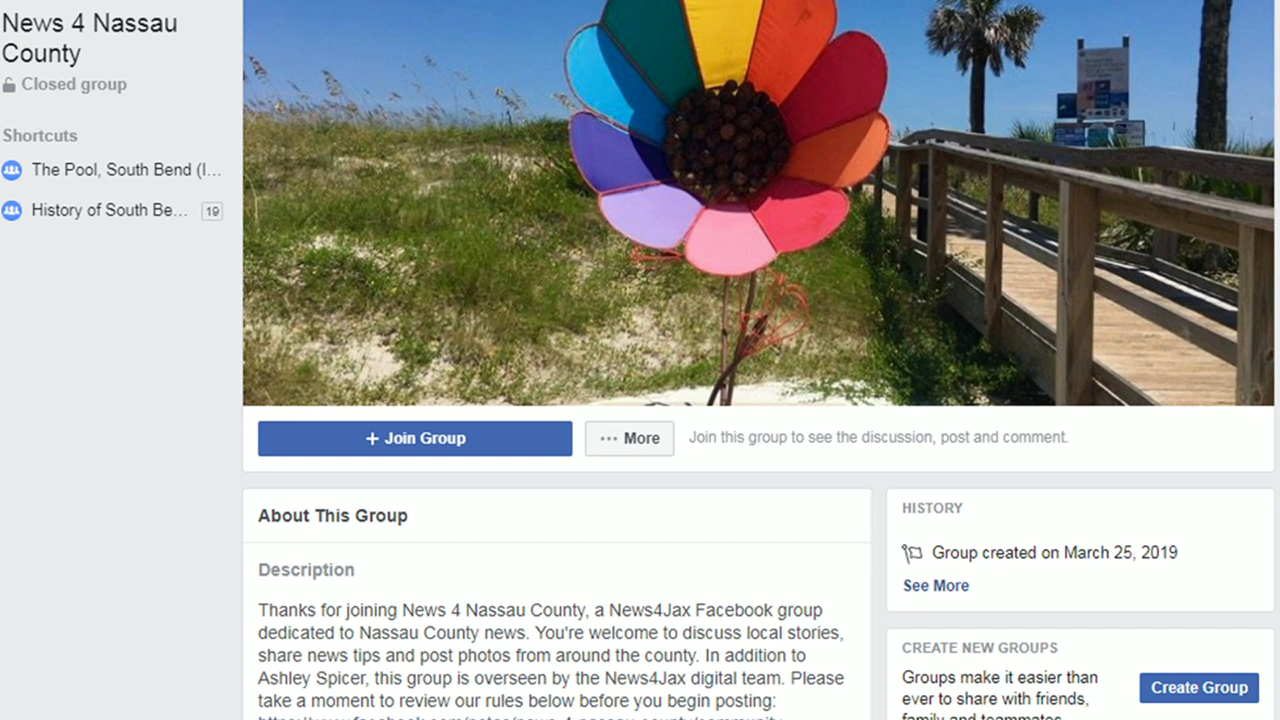 News 4 Nassau
County
Closed group
Shortcuts
The Pool, South Bend (I...
History of South Be... 19
+ Join Group
··· More
Join this group to see the discussion, post and comment.
About This Group
Description
Thanks for joining News 4 Nassau County, a News4Jax Facebook group
dedicated to Nassau County news. You're welcome to discuss local stories,
share news tips and post photos from around the county. In addition to
Ashley Spicer, this group is overseen by the News4Jax digital team. Please
take a moment to review our rules below before you begin posting:
HISTORY
Group created on March 25, 2019
See More
CREATE NEW GROUPS
Groups make it easier than
ever to share with friends,
family and teammates
Create Group